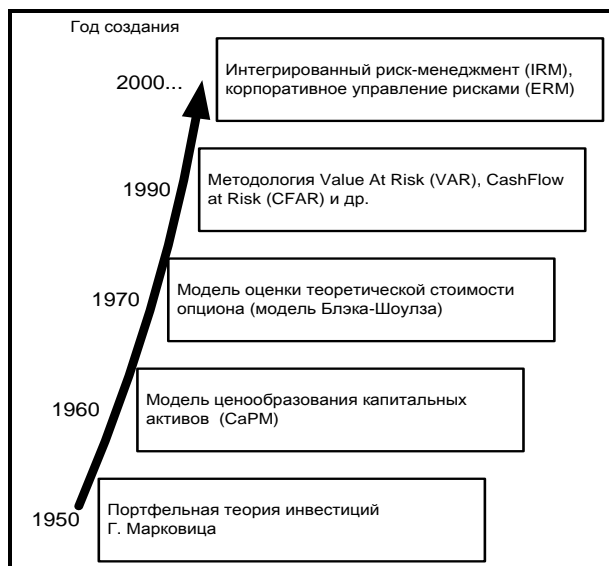 Год создания
2000...
Интегрированный риск-менеджмент (IRM),
корпоративное управление рисками (ERM)
1990
Методология Value At Risk (VAR), CashFlow
at Risk (CFAR) и др.
1970
Модель оценки теоретической стоимости
опциона (модель Блэка-Шоулза)
1960
Модель ценообразования капитальных
активов (CaPM)
1950
Портфельная теория инвестиций
Г. Марковица